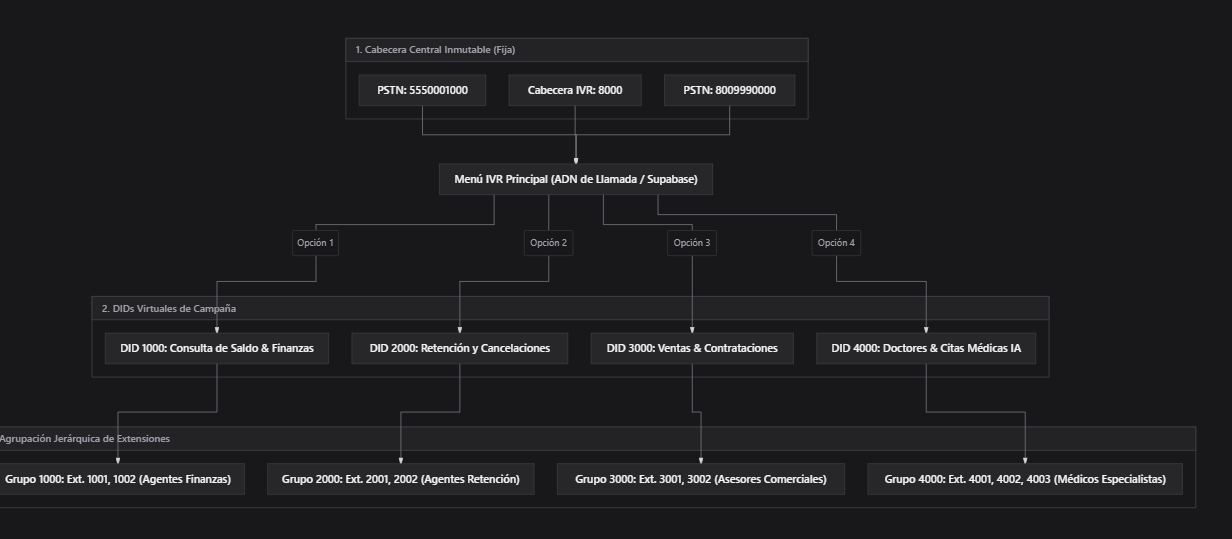 1. Cabecera Central Inmutable (Fija)
PSTN: 5550001000
Cabecera IVR: 8000
PSTN: 8009990000
Menú IVR Principal (ADN de Llamada / Supabase)
Opción 1
Opción 2
Opción 3
Opción 4
2. DIDs Virtuales de Campaña
DID 1000: Consulta de Saldo & Finanzas
DID 2000: Retención y Cancelaciones
DID 3000: Ventas & Contrataciones
DID 4000: Doctores & Citas Médicas IA
Agrupación Jerárquica de Extensiones
Grupo 1000: Ext. 1001, 1002 (Agentes Finanzas)
Grupo 2000: Ext. 2001, 2002 (Agentes Retención)
Grupo 3000: Ext. 3001, 3002 (Asesores Comerciales)
Grupo 4000: Ext. 4001, 4002, 4003 (Médicos Especialistas)